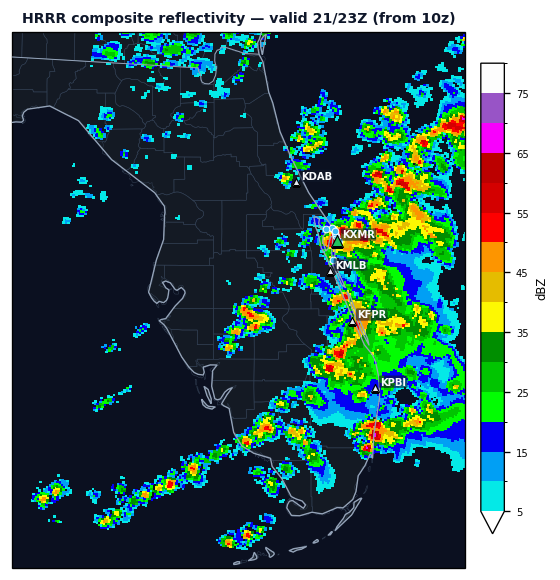 HRRR composite reflectivity — valid 21/23Z (from 10z)
KDAB
KXMR
KMLB
KFPR
KPBI
75
65
55
45
35
25
15
5
dBZ